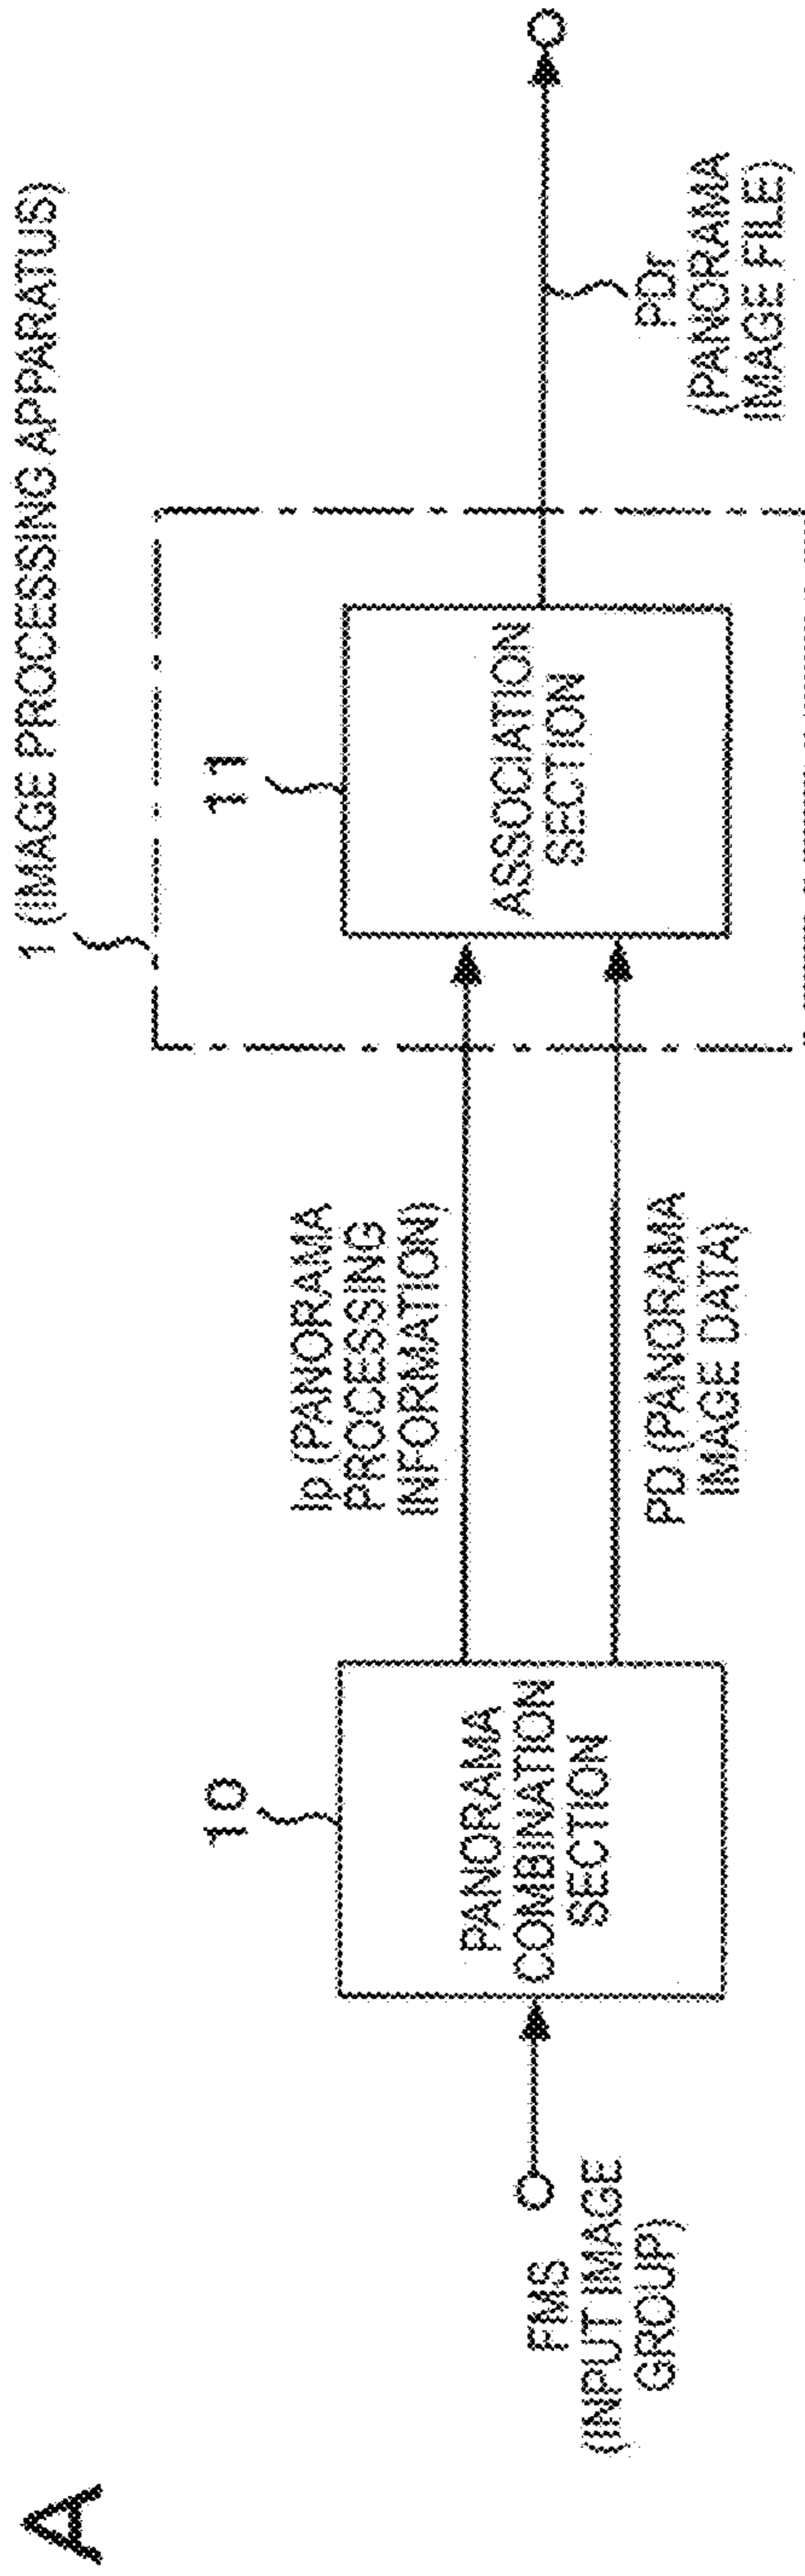 A
1 (IMAGE PROCESSING APPARATUS)
10
11
FMS
(INPUT IMAGE
GROUP)
PANORAMA
COMBINATION
SECTION
Ip (PANORAMA
PROCESSING
INFORMATION)
PD (PANORAMA
IMAGE DATA)
ASSOCIATION
SECTION
PDr
(PANORAMA
IMAGE FILE)